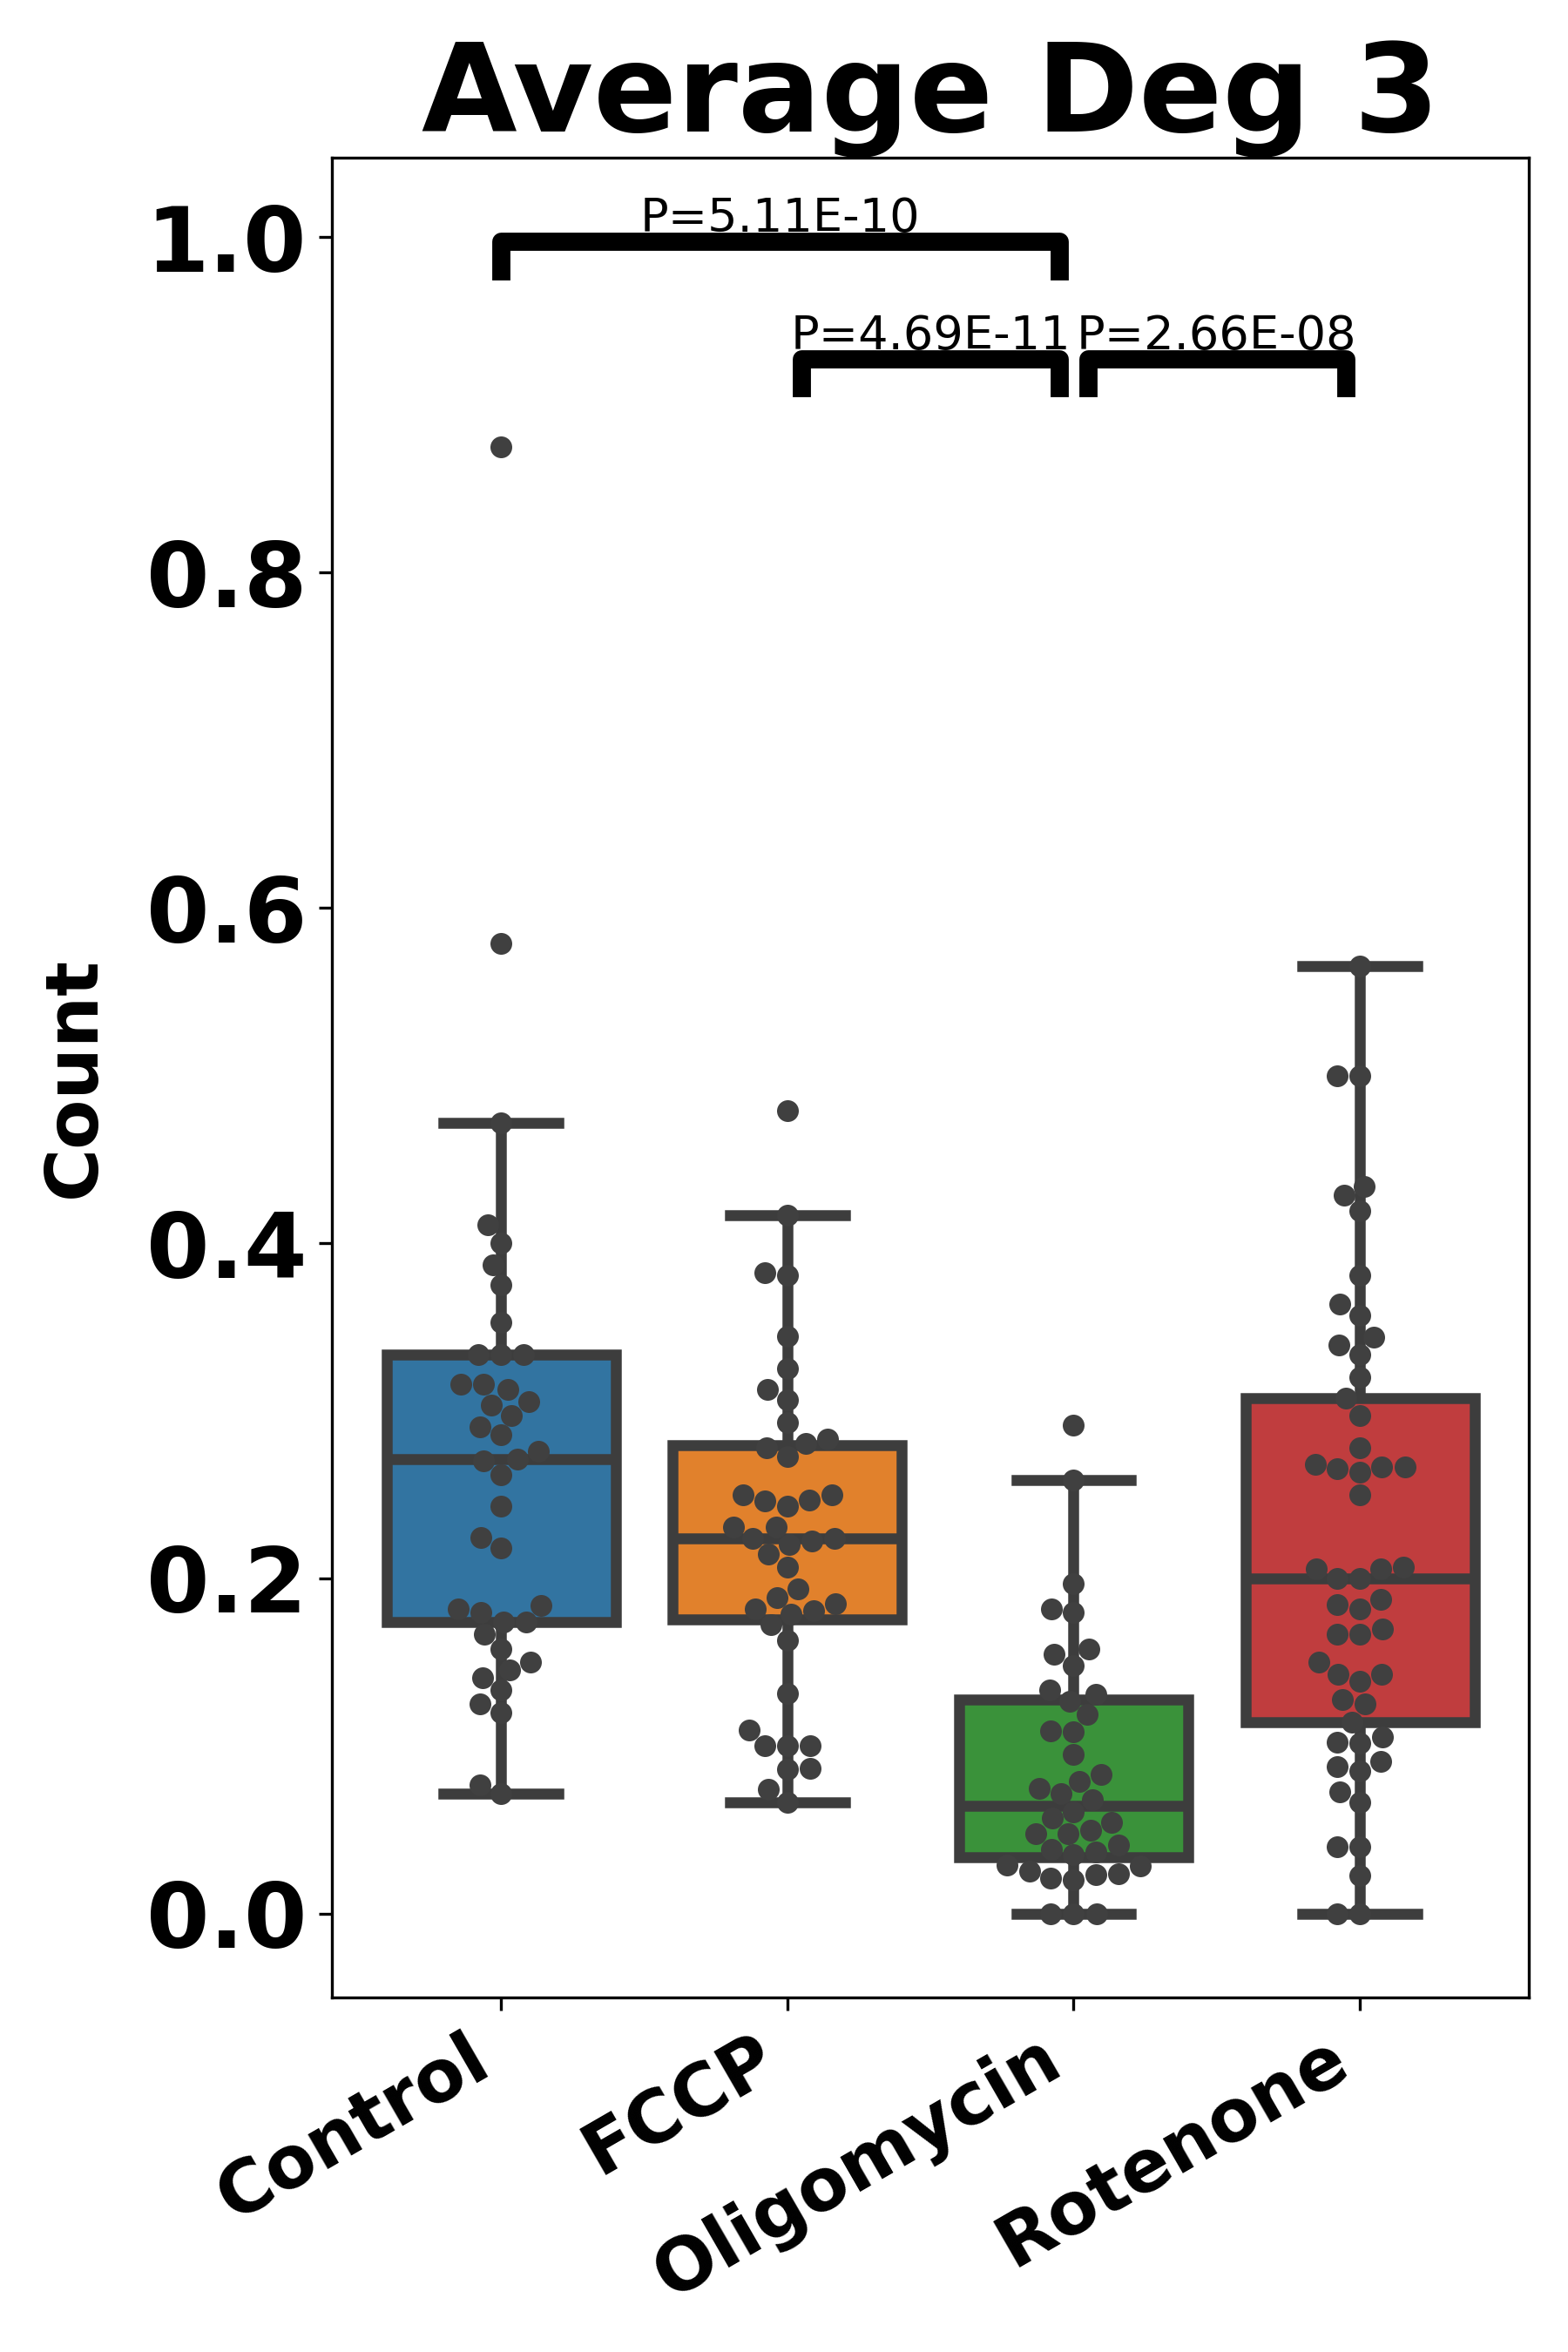 Average Deg 3
P=5.11E-10
P=4.69E-11 P=2.66E-08
1.0
0.8
0.6
0.4
0.2
0.0
Count
Control
FCCP
Oligomycin
Rotenone